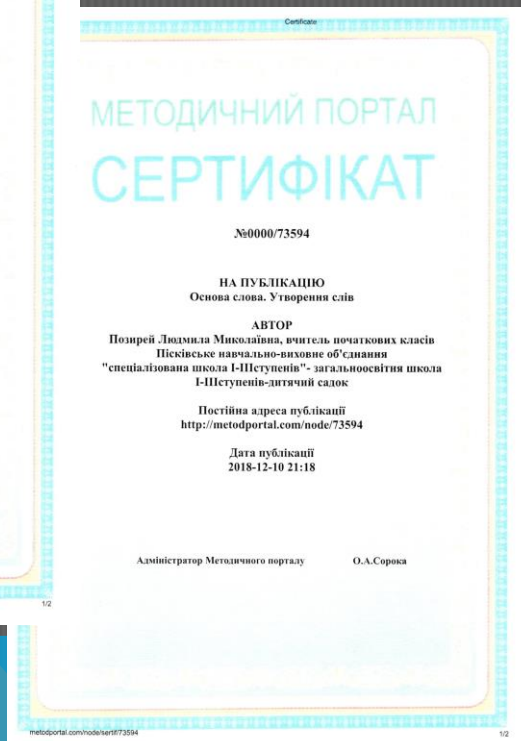 Certificate
МЕТОДИЧНИЙ ПОРТАЛ
СЕРТИФІКАТ
№0000/73594
НА ПУБЛІКАЦІЮ
Основа слова. Утворення слів
АВТОР
Позирей Людмила Миколаївна, вчитель початкових класів
Пісківське навчально-виховне об'єднання
"спеціалізована школа І-ІІІступенів"- загальноосвітня школа
І-ІІІступенів-дитячий садок
Постійна адреса публікації
http://metodportal.com/node/73594
Дата публікації
2018-12-10 21:18
Адміністратор Методичного порталу О.А.Сорока
1/2
metodportal.com/node/sertif/73594
1/2